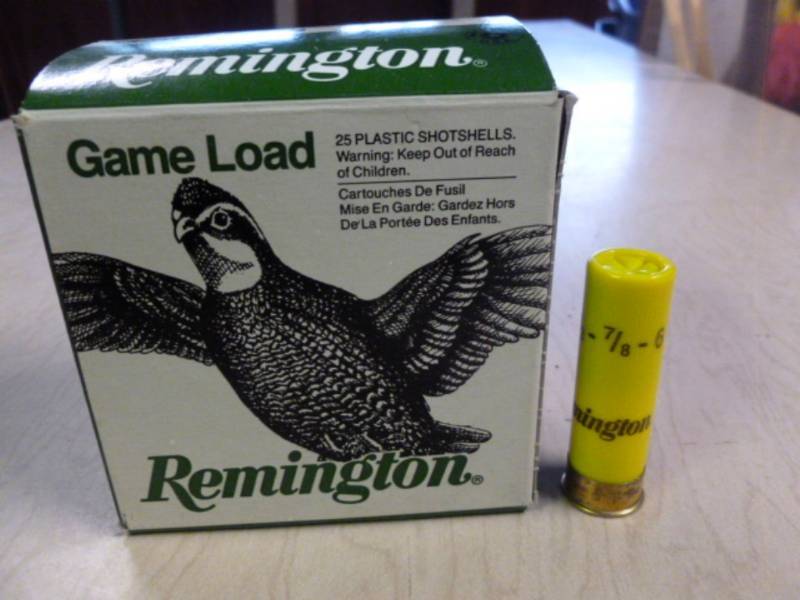 Remington®
Game Load
25 PLASTIC SHOTSHELLS.
Warning: Keep Out of Reach
of Children.
Cartouches De Fusil
Mise En Garde: Gardez Hors
De La Portée Des Enfants.
Remington®
- 7/8 - 6
mington